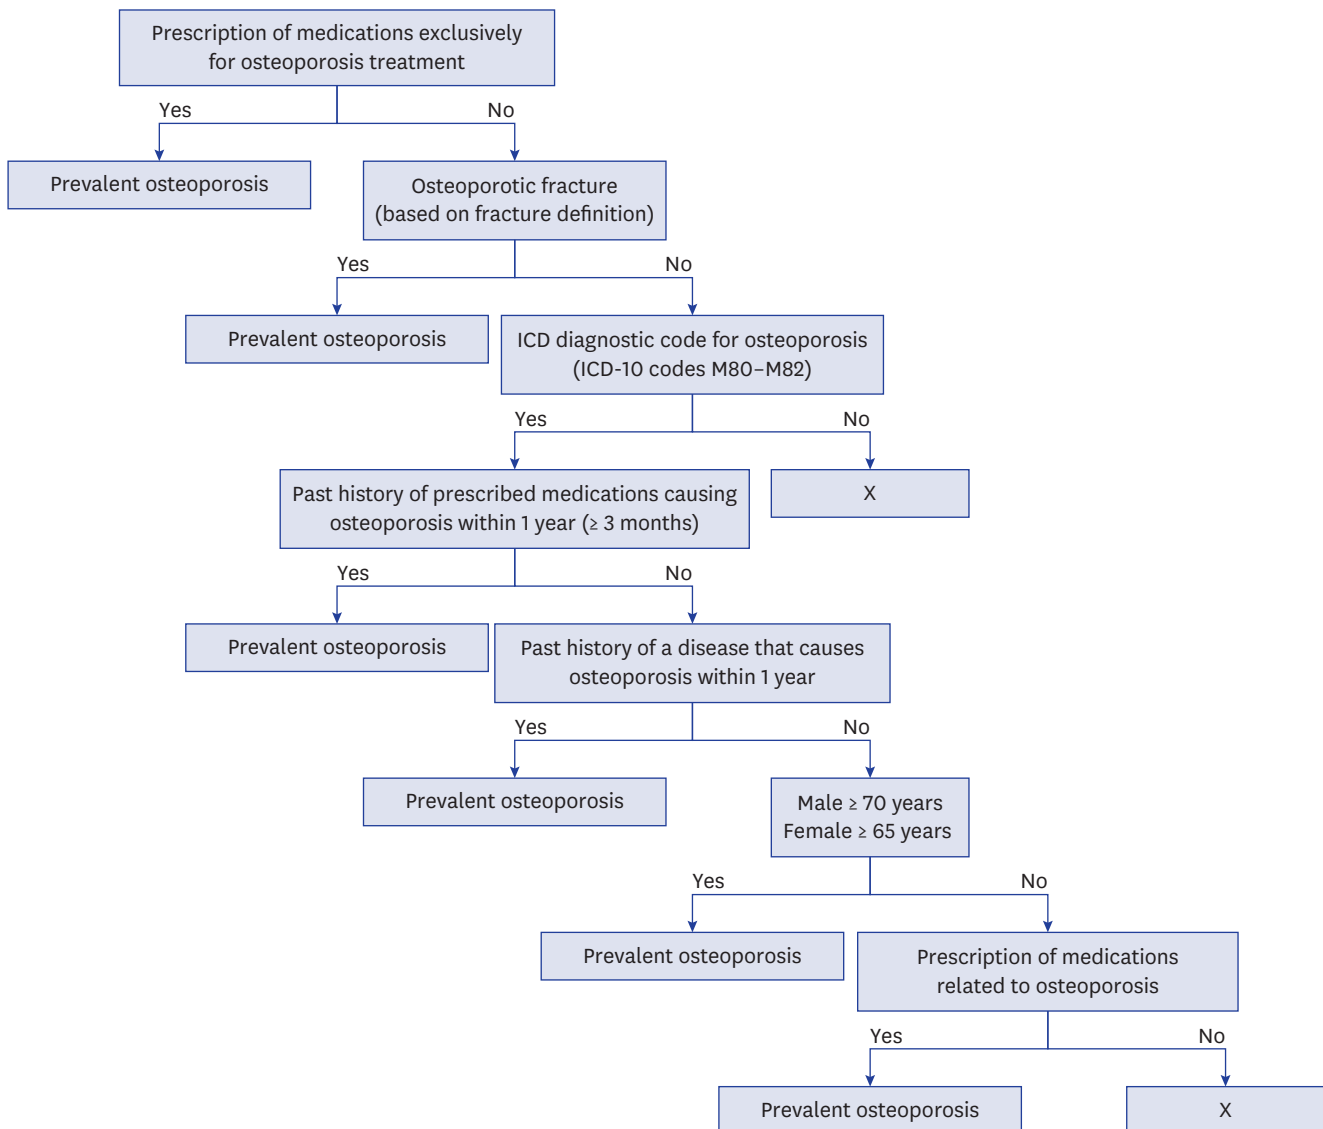 Prescription of medications exclusively
for osteoporosis treatment
Yes
No
Prevalent osteoporosis
Osteoporotic fracture
(based on fracture definition)
Yes
No
Prevalent osteoporosis
ICD diagnostic code for osteoporosis
(ICD-10 codes M80–M82)
Yes
No
Past history of prescribed medications causing
osteoporosis within 1 year (≥ 3 months)
X
Yes
No
Prevalent osteoporosis
Past history of a disease that causes
osteoporosis within 1 year
Yes
No
Prevalent osteoporosis
Male ≥ 70 years
Female ≥ 65 years
Yes
No
Prevalent osteoporosis
Prescription of medications
related to osteoporosis
Yes
No
Prevalent osteoporosis
X